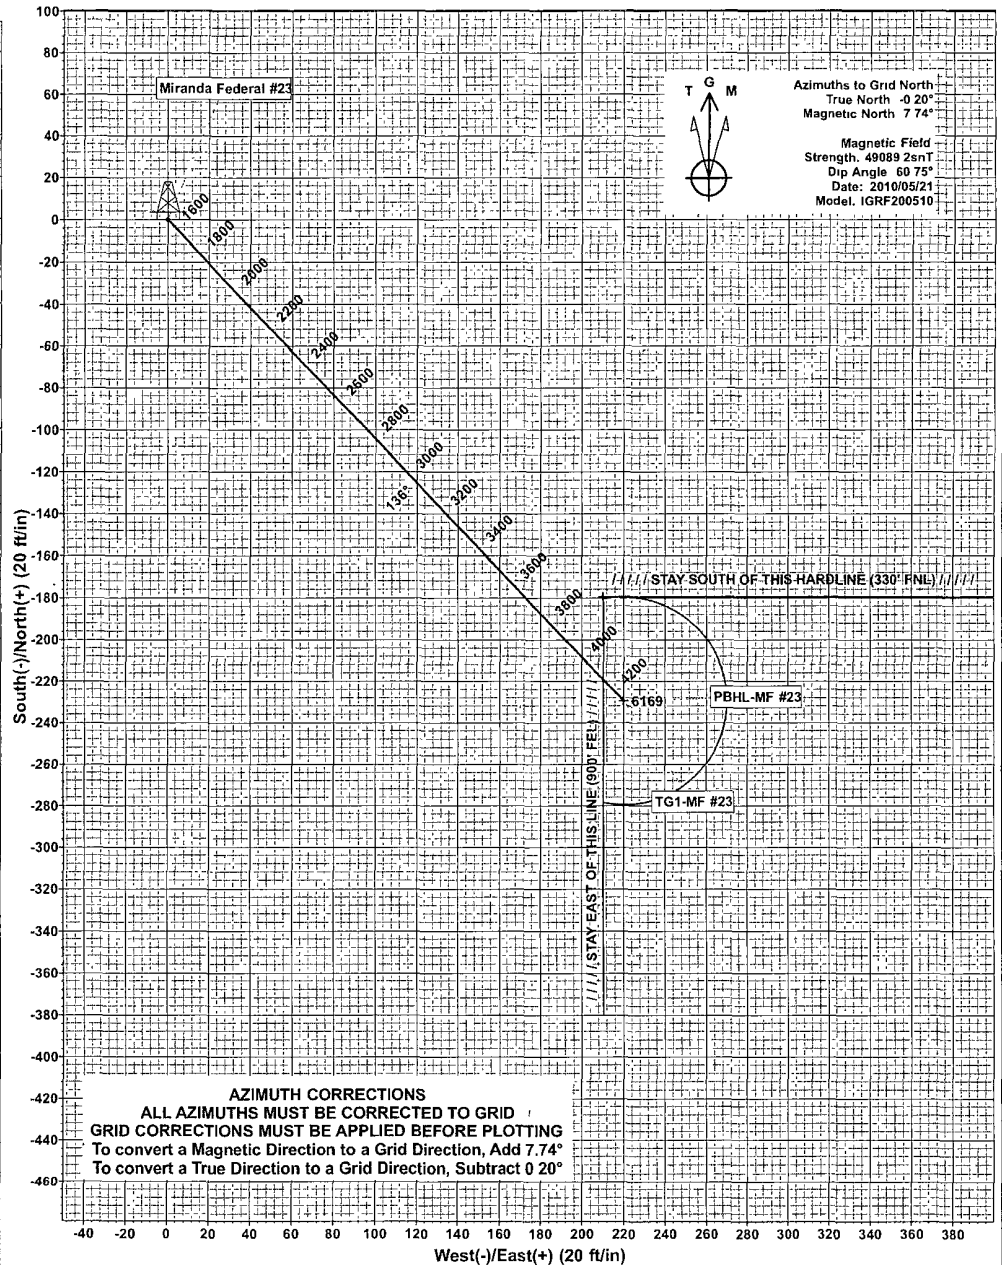 100
80
60
40
20
0
-20
-40
-60
-80
-100
-120
-140
-160
-180
-200
-220
-240
-260
-280
-300
-320
-340
-360
-380
-400
-420
-440
-460
South(-)/North(+) (20 ft/in)
Miranda Federal #23
T G M
Azimuths to Grid North
True North -0 20°
Magnetic North 7 74°
Magnetic Field
Strength. 49089 2snT
Dip Angle 60 75°
Date: 2010/05/21
Model. IGRF200510
1600
1800
2000
2200
2400
2600
2800
3000
136°
3200
3400
3600
3800
4000
4200
6169
/ / / / / STAY SOUTH OF THIS HARDLINE (330' FNL) / / / / /
PBHL-MF #23
TG1-MF #23
/ / / / / STAY EAST OF THIS LINE (900' FEL) / / / / /
AZIMUTH CORRECTIONS
ALL AZIMUTHS MUST BE CORRECTED TO GRID
GRID CORRECTIONS MUST BE APPLIED BEFORE PLOTTING
To convert a Magnetic Direction to a Grid Direction, Add 7.74°
To convert a True Direction to a Grid Direction, Subtract 0 20°
-40 -20 0 20 40 60 80 100 120 140 160 180 200 220 240 260 280 300 320 340 360 380
West(-)/East(+) (20 ft/in)